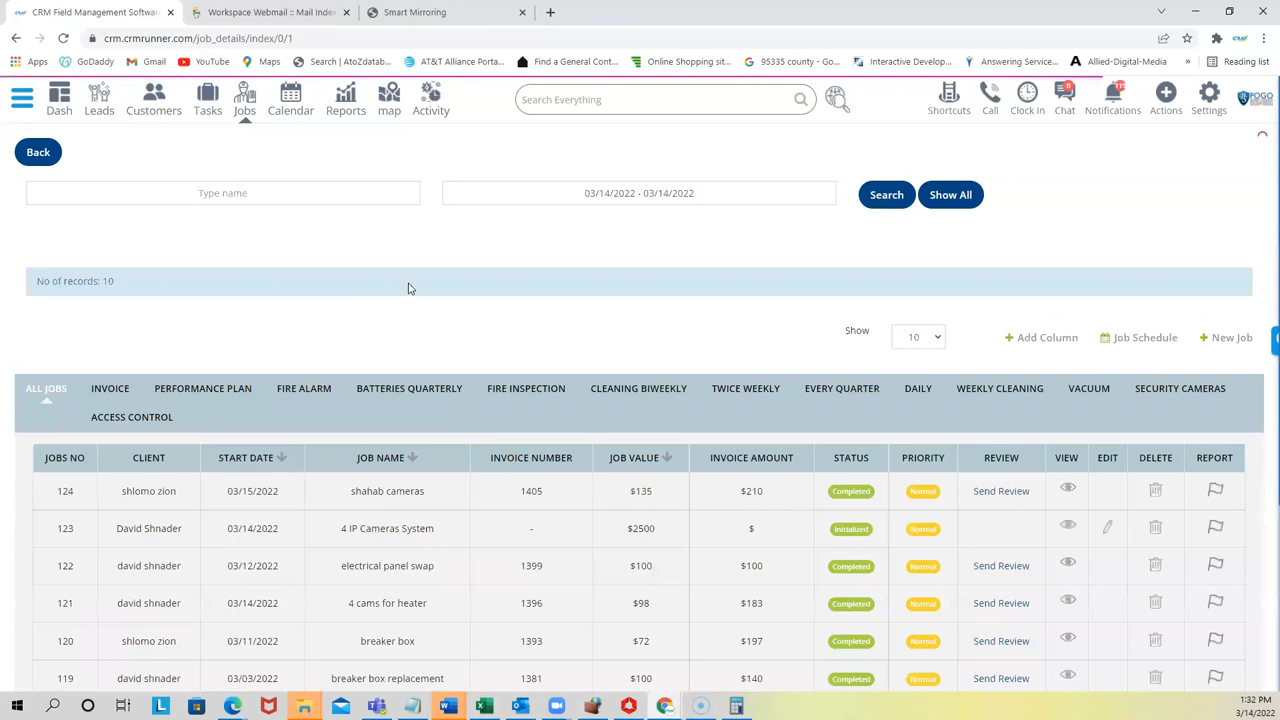 CRM Field Management Softwar
Workspace Webmail :: Mail Index
Smart Mirroring
crm.crmrunner.com/job_details/index/0/1
Apps
GoDaddy
Gmail
YouTube
Maps
Search | AtoZdatab...
AT&T Alliance Porta...
Find a General Cont...
Online Shopping sit...
95335 county - Go...
Interactive Develop...
Answering Service...
Allied-Digital-Media
»
Reading list
Dash
Leads
Customers
Tasks
Jobs
Calendar
Reports
map
Activity
Search Everything
Shortcuts
Call
Clock In
Chat
0
Notifications
Actions
Settings
POGO
Back
Type name
03/14/2022 - 03/14/2022
Search
Show All
No of records: 10
Show
10
+ Add Column
Job Schedule
+ New Job
ALL JOBS INVOICE PERFORMANCE PLAN FIRE ALARM BATTERIES QUARTERLY FIRE INSPECTION CLEANING BIWEEKLY TWICE WEEKLY EVERY QUARTER DAILY WEEKLY CLEANING VACUUM SECURITY CAMERAS
ACCESS CONTROL
JOBS NO CLIENT START DATE JOB NAME INVOICE NUMBER JOB VALUE INVOICE AMOUNT STATUS PRIORITY REVIEW VIEW EDIT DELETE REPORT
124 shlomo zion 03/15/2022 shahab cameras 1405 $135 $210 Completed Normal Send Review
123 David Shnader 03/14/2022 4 IP Cameras System - $2500 $ Initialized Normal
122 david shnader 03/12/2022 electrical panel swap 1399 $100 $100 Completed Normal Send Review
121 david shnader 03/14/2022 4 cams for heater 1396 $98 $183 Completed Normal Send Review
120 shlomo zion 03/11/2022 breaker box 1393 $72 $197 Completed Normal Send Review
119 david shnader 03/03/2022 breaker box replacement 1381 $100 $140 Completed Normal Send Review
1:32 PM
3/14/2022